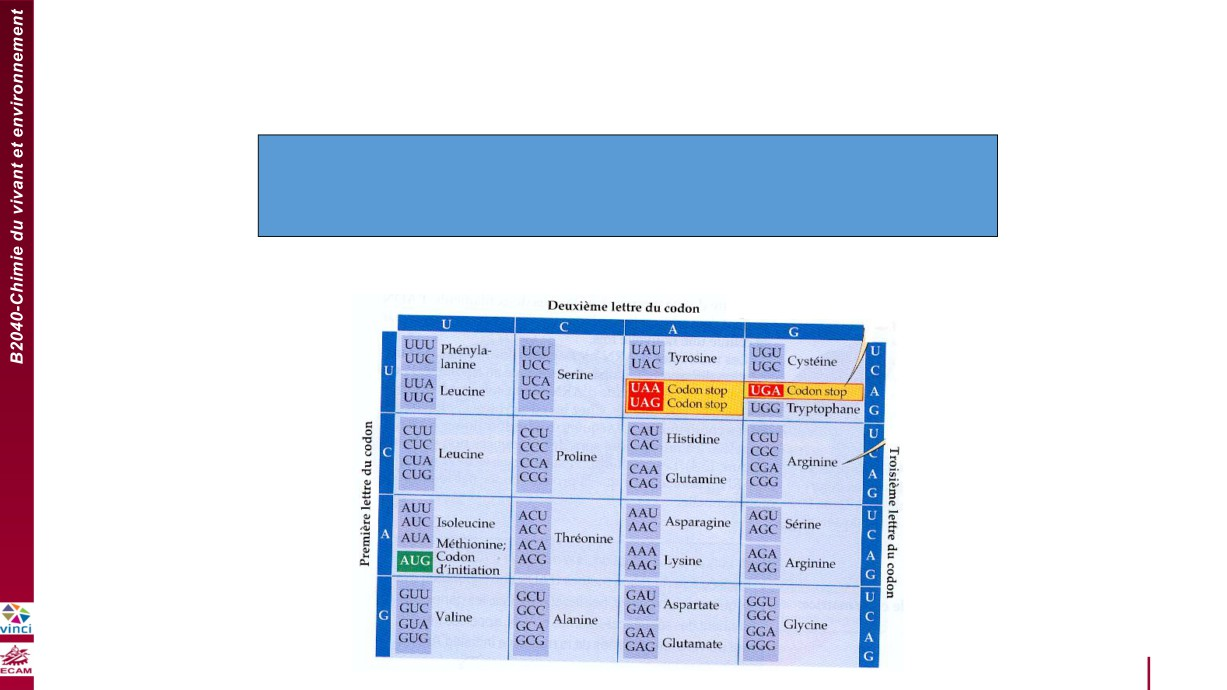 B2040-Chimie du vivant et environnement
Deuxième lettre du codon
U C A G
Première lettre du codon
Troisième lettre du codon
U
UUU
UUC
Phényla-
lanine
UUA
UUG
Leucine
UCU
UCC
UCA
UCG
Serine
UAU
UAC
Tyrosine
UAA Codon stop
UAG Codon stop
UGU
UGC
Cystéine
UGA Codon stop
UGG Tryptophane
U
C
A
G
C
CUU
CUC
CUA
CUG
Leucine
CCU
CCC
CCA
CCG
Proline
CAU
CAC
Histidine
CAA
CAG
Glutamine
CGU
CGC
CGA
CGG
Arginine
U
C
A
G
A
AUU
AUC
AUA
Isoleucine
AUG
Méthionine;
Codon
d'initiation
ACU
ACC
ACA
ACG
Thréonine
AAU
AAC
Asparagine
AAA
AAG
Lysine
AGU
AGC
Sérine
AGA
AGG
Arginine
U
C
A
G
G
GUU
GUC
GUA
GUG
Valine
GCU
GCC
GCA
GCG
Alanine
GAU
GAC
Aspartate
GAA
GAG
Glutamate
GGU
GGC
GGA
GGG
Glycine
U
C
A
G
vinci
ECAM